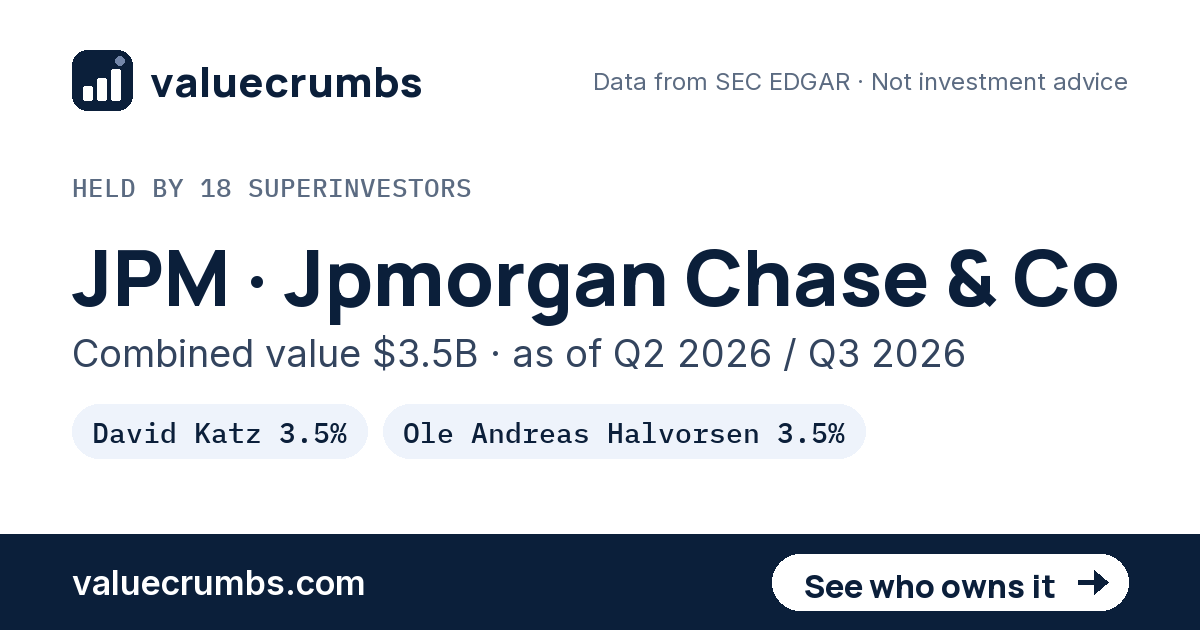 valuecrumbs
Data from SEC EDGAR · Not investment advice
HELD BY 18 SUPERINVESTORS
JPM · Jpmorgan Chase & Co
Combined value $3.5B · as of Q2 2026 / Q3 2026
David Katz 3.5%
Ole Andreas Halvorsen 3.5%
valuecrumbs.com
See who owns it →